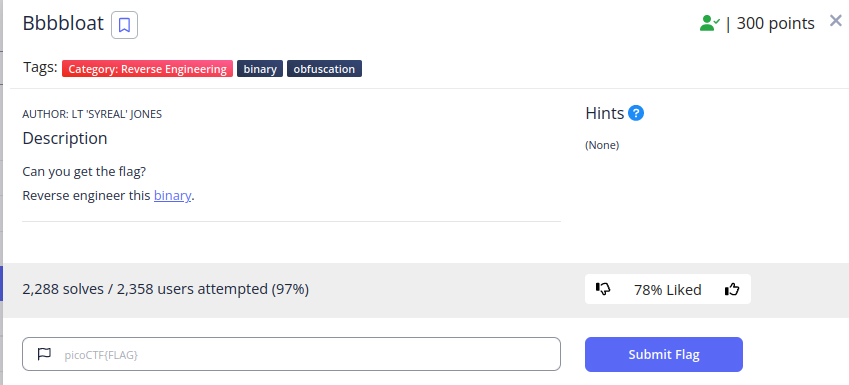 Bbbbloat
| 300 points
Tags: Category: Reverse Engineering binary obfuscation
AUTHOR: LT 'SYREAL' JONES
Description
Can you get the flag?
Reverse engineer this binary.
Hints ?
(None)
2,288 solves / 2,358 users attempted (97%)
78% Liked
picoCTF{FLAG}
Submit Flag